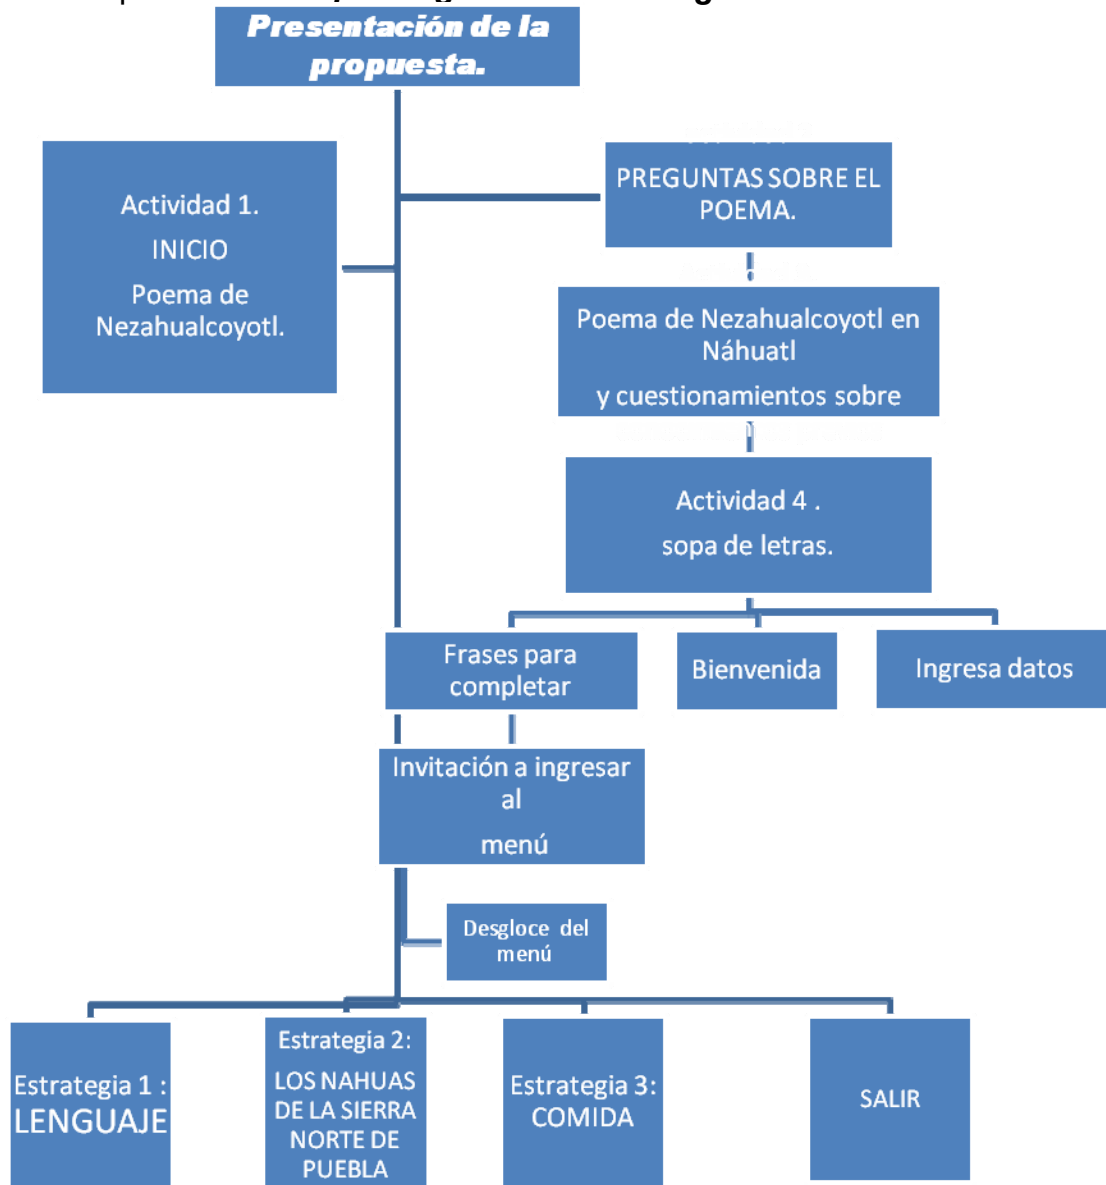 Presentación de la
propuesta.
Actividad 1.
INICIO
Poema de
Nezahualcoyotl.
PREGUNTAS SOBRE EL
POEMA.
Poema de Nezahualcoyotl en
Náhuatl
y cuestionamientos sobre
Actividad 4 .
sopa de letras.
Frases para
completar
Bienvenida
Ingresa datos
Invitación a ingresar
al
menú
Desgloce del
menú
Estrategia 1 :
LENGUAJE
Estrategia 2:
LOS NAHUAS
DE LA SIERRA
NORTE DE
PUEBLA
Estrategia 3:
COMIDA
SALIR